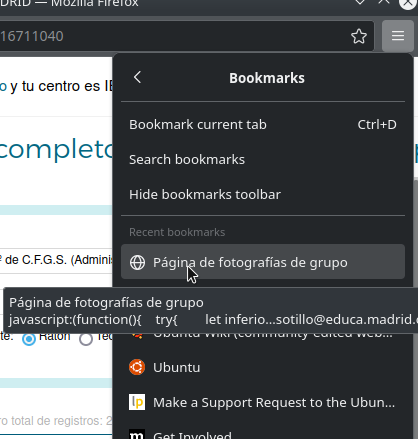 DRID — Mozilla Firefox
16711040
Bookmarks
o y tu centro es IE
Bookmark current tab Ctrl+D
completo
Search bookmarks
Hide bookmarks toolbar
Recent bookmarks
º de C.F.G.S. (Adminis
Página de fotografías de grupo
Página de fotografías de grupo
javascript:(function(){ try{ let inferio...sotillo@educa.madrid.o
Ubuntu Wiki (community-edited web...
te: Ratón Tec
Ubuntu
Make a Support Request to the Ubun...
ro total de registros: 2
Get Involved